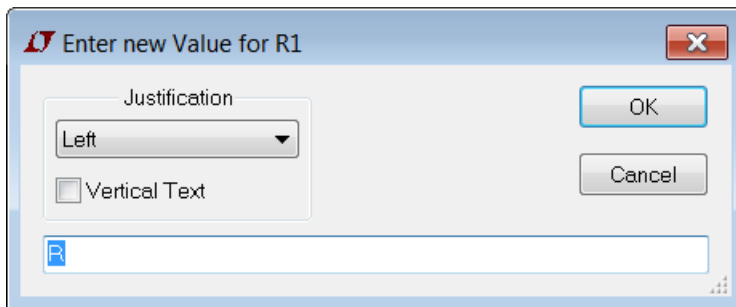 Enter new Value for R1
Justification
OK
Left
Vertical Text
Cancel
R